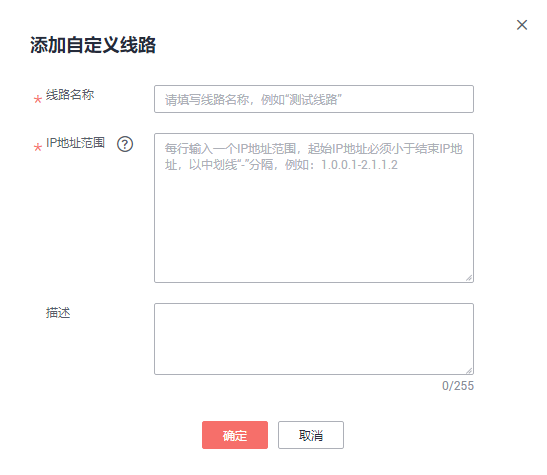 添加自定义线路
* 线路名称
请填写线路名称，例如“测试线路”
* IP地址范围 ?
每行输入一个IP地址范围，起始IP地址必须小于结束IP地
址，以中划线“-”分隔，例如：1.0.0.1-2.1.1.2
描述
0/255
确定 取消